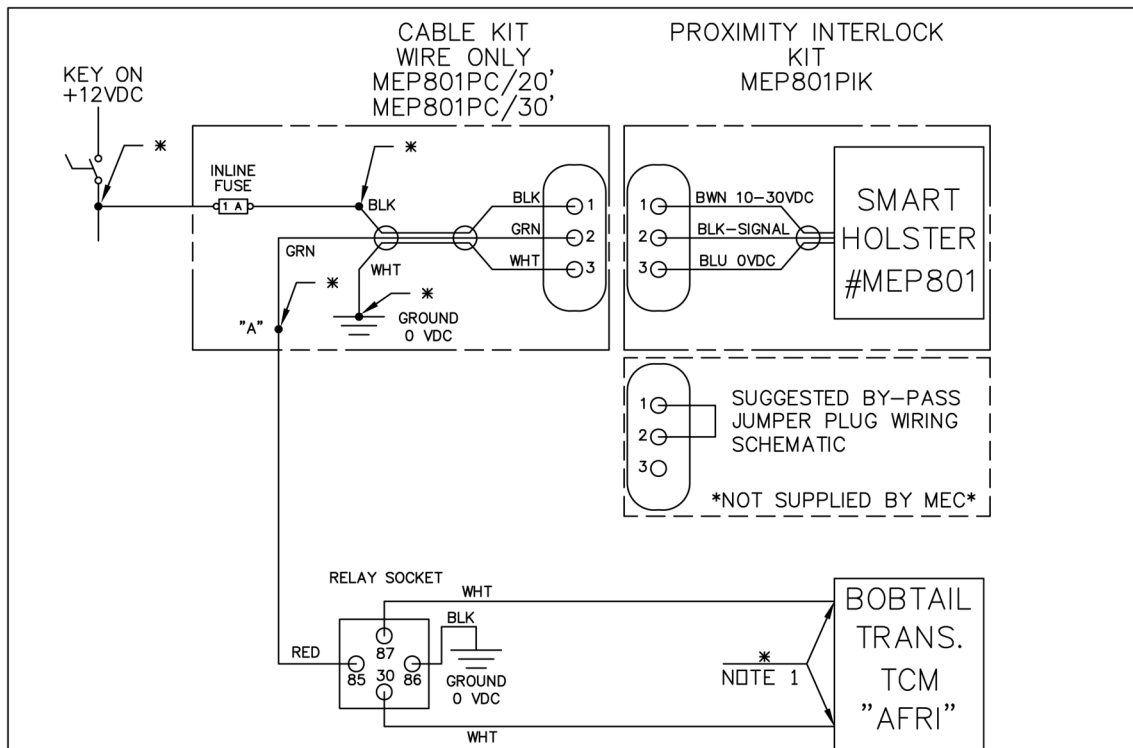 CABLE KIT
WIRE ONLY
MEP801PC/20'
MEP801PC/30'
PROXIMITY INTERLOCK
KIT
MEP801PIK
KEY ON
+12VDC
*
INLINE
FUSE
1 A
*
BLK
GRN
WHT
*
"A"
*
GROUND
0 VDC
BLK
GRN
WHT
1
2
3
1
2
3
BWN 10-30VDC
BLK-SIGNAL
BLU 0VDC
SMART
HOLSTER
#MEP801
1
2
3
SUGGESTED BY-PASS
JUMPER PLUG WIRING
SCHEMATIC
*NOT SUPPLIED BY MEC*
RELAY SOCKET
WHT
BLK
RED
87
85
30
86
GROUND
0 VDC
WHT
*
NOTE 1
BOBTAIL
TRANS.
TCM
"AFRI"